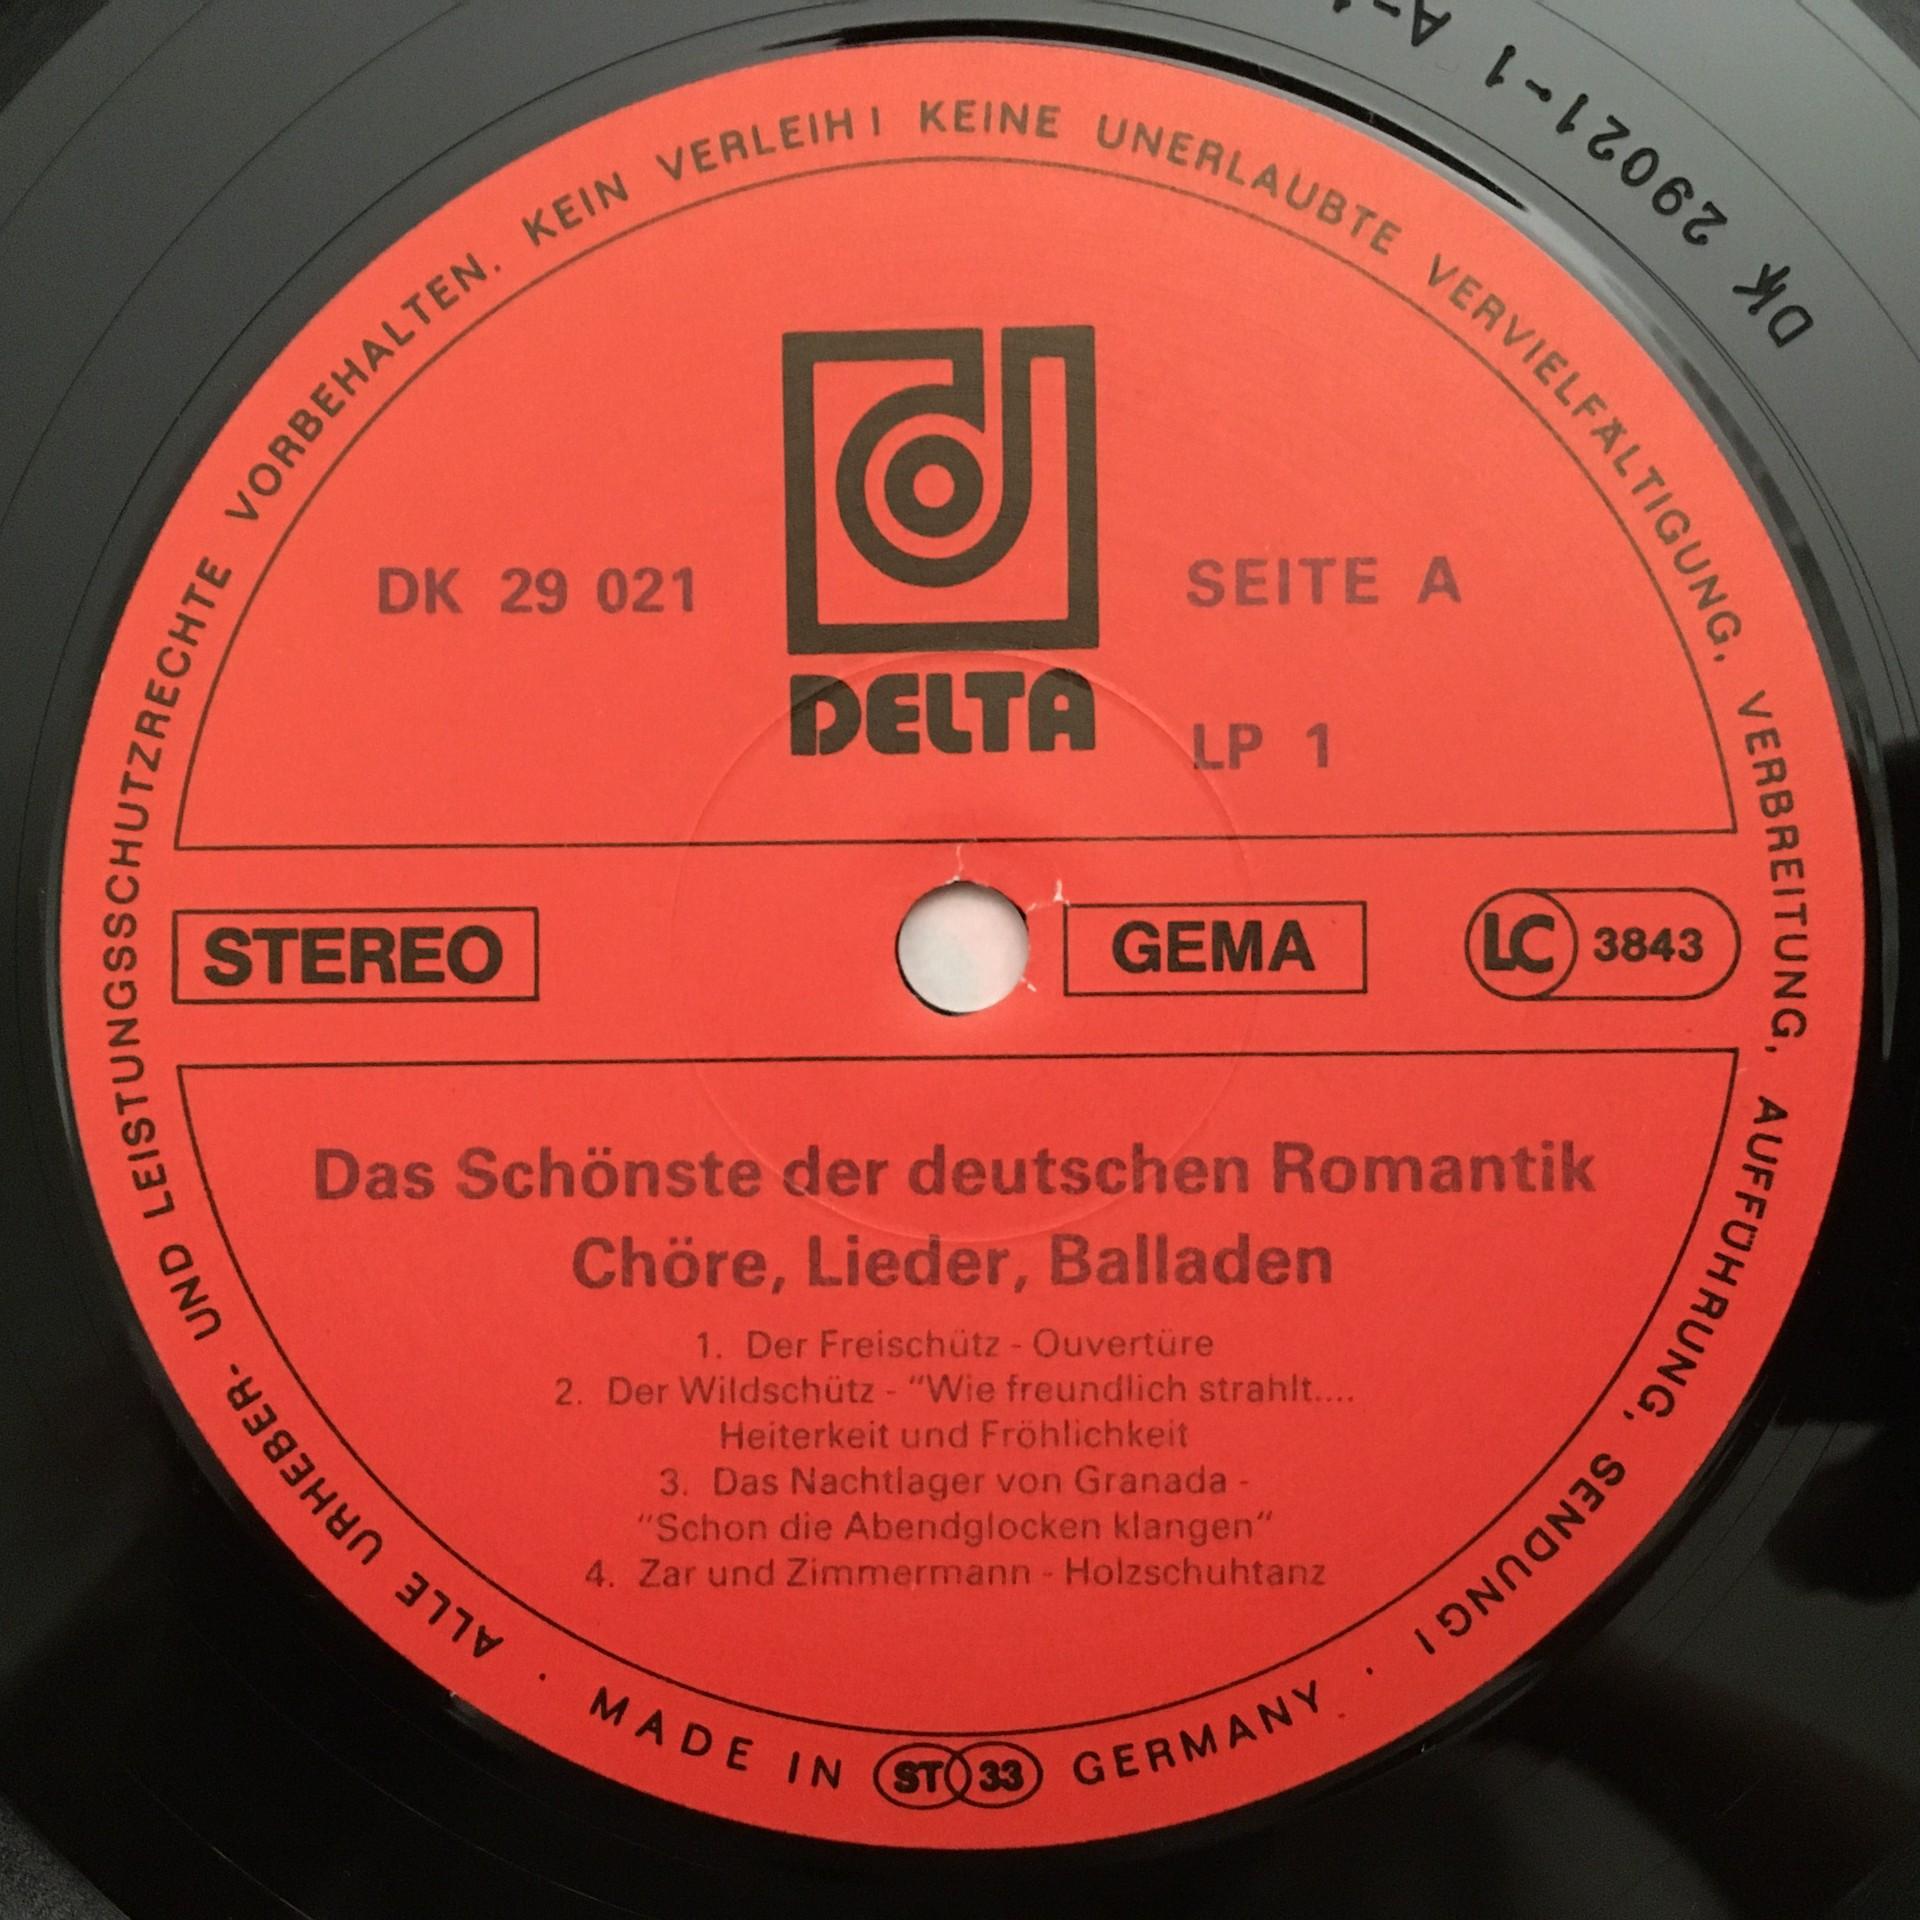 DK 29021-1 A-
ALLE URHEBER- UND LEISTUNGSSCHUTZRECHTE VORBEHALTEN. KEIN VERLEIH! KEINE UNERLAUBTE VERVIELFÄLTIGUNG, VERBREITUNG, AUFFÜHRUNG, SENDUNG!
DK 29 021
SEITE A
DELTA
LP 1
STEREO
GEMA
LC 3843
Das Schönste der deutschen Romantik
Chöre, Lieder, Balladen
1. Der Freischütz - Ouvertüre
2. Der Wildschütz - "Wie freundlich strahlt....
Heiterkeit und Fröhlichkeit
3. Das Nachtlager von Granada -
"Schon die Abendglocken klangen"
4. Zar und Zimmermann - Holzschuhtanz
· MADE IN ST 33 GERMANY ·